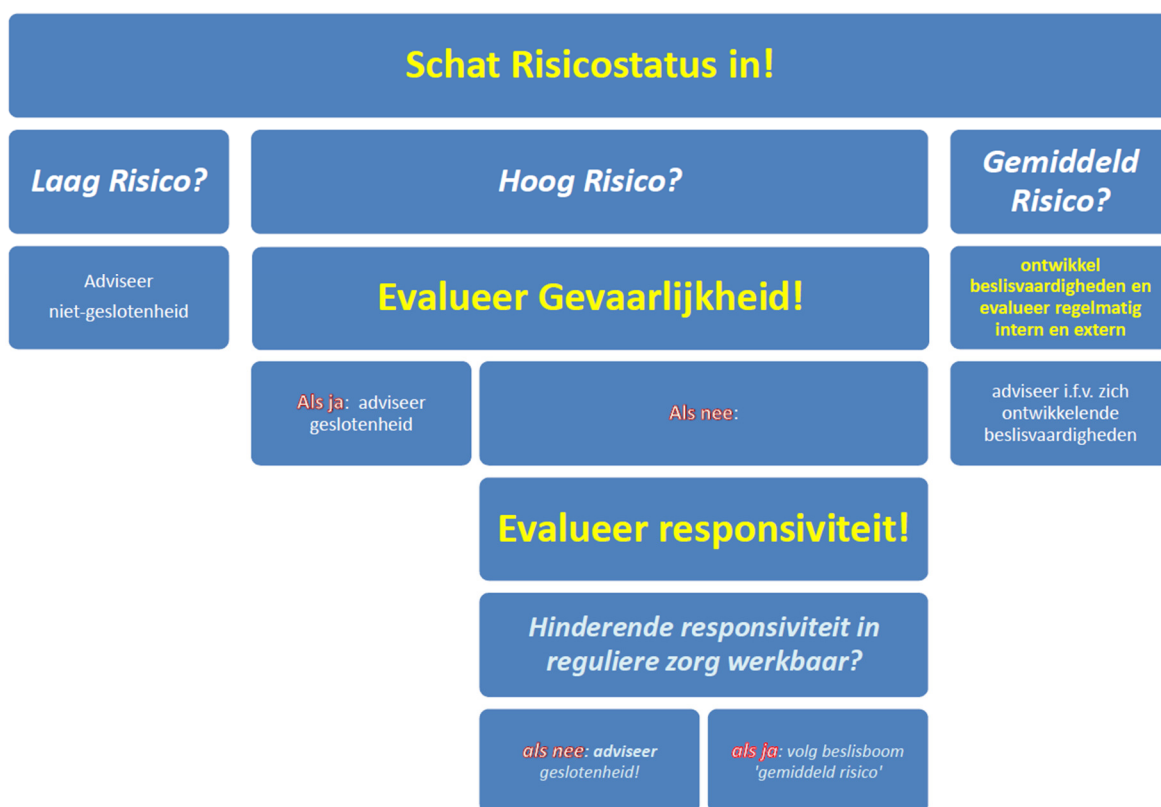 Schat Risicostatus in!
Laag Risico?
Hoog Risico?
Gemiddeld
Risico?
Adviseer
niet-geslotenheid
Evalueer Gevaarlijkheid!
ontwikkel
beslisvaardigheden en
evalueer regelmatig
intern en extern
Als ja: adviseer
geslotenheid
Als nee:
adviseer i.f.v. zich
ontwikkelende
beslisvaardigheden
Evalueer responsiviteit!
Hinderende responsiviteit in
reguliere zorg werkbaar?
als nee: adviseer
geslotenheid!
als ja: volg beslisboom
'gemiddeld risico'